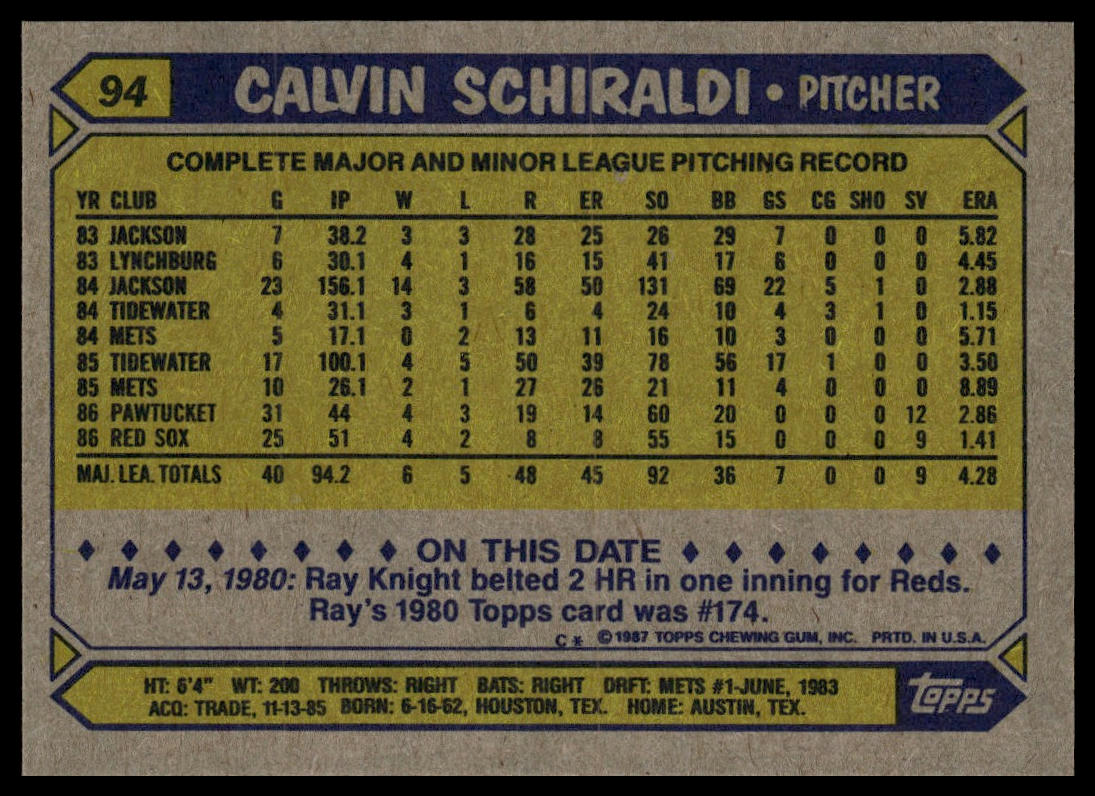 94 CALVIN SCHIRALDI • PITCHER
COMPLETE MAJOR AND MINOR LEAGUE PITCHING RECORD
YR CLUB G IP W L R ER SO BB GS CG SHO SV ERA
83 JACKSON 7 38.2 3 3 28 25 26 29 7 0 0 0 5.82
83 LYNCHBURG 6 30.1 4 1 16 15 41 17 6 0 0 0 4.45
84 JACKSON 23 156.1 14 3 58 50 131 69 22 5 1 0 2.88
84 TIDEWATER 4 31.1 3 1 6 4 24 10 4 3 1 0 1.15
84 METS 5 17.1 0 2 13 11 16 10 3 0 0 0 5.71
85 TIDEWATER 17 100.1 4 5 50 39 78 56 17 1 0 0 3.50
85 METS 10 26.1 2 1 27 26 21 11 4 0 0 0 8.89
86 PAWTUCKET 31 44 4 3 19 14 60 20 0 0 0 12 2.86
86 RED SOX 25 51 4 2 8 8 55 15 0 0 0 9 1.41
MAJ. LEA. TOTALS 40 94.2 6 5 48 45 92 36 7 0 0 9 4.28
♦ ♦ ♦ ♦ ♦ ♦ ♦ ♦ ON THIS DATE ♦ ♦ ♦ ♦ ♦ ♦ ♦ ♦
May 13, 1980: Ray Knight belted 2 HR in one inning for Reds.
Ray's 1980 Topps card was #174.
C* © 1987 TOPPS CHEWING GUM, INC. PRTD. IN U.S.A.
HT: 6'4" WT: 200 THROWS: RIGHT BATS: RIGHT DRFT: METS #1-JUNE, 1983
ACQ: TRADE, 11-13-85 BORN: 6-16-62, HOUSTON, TEX. HOME: AUSTIN, TEX.
TOPPS